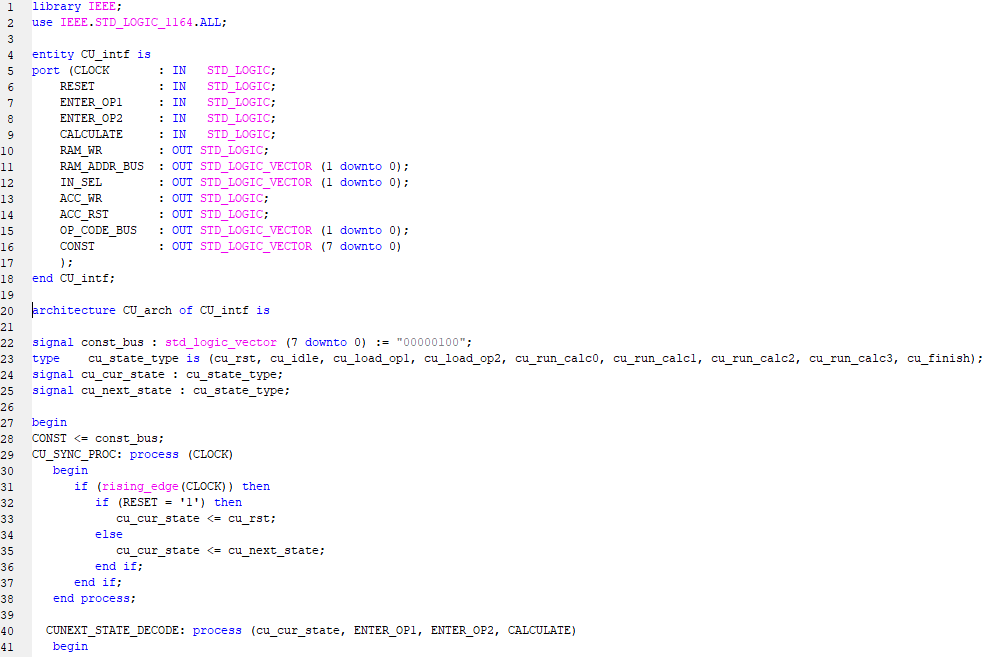 1 library IEEE;
2 use IEEE.STD_LOGIC_1164.ALL;
3
4 entity CU_intf is
5 port (CLOCK : IN STD_LOGIC;
6 RESET : IN STD_LOGIC;
7 ENTER_OP1 : IN STD_LOGIC;
8 ENTER_OP2 : IN STD_LOGIC;
9 CALCULATE : IN STD_LOGIC;
10 RAM_WR : OUT STD_LOGIC;
11 RAM_ADDR_BUS : OUT STD_LOGIC_VECTOR (1 downto 0);
12 IN_SEL : OUT STD_LOGIC_VECTOR (1 downto 0);
13 ACC_WR : OUT STD_LOGIC;
14 ACC_RST : OUT STD_LOGIC;
15 OP_CODE_BUS : OUT STD_LOGIC_VECTOR (1 downto 0);
16 CONST : OUT STD_LOGIC_VECTOR (7 downto 0)
17 );
18 end CU_intf;
19
20 architecture CU_arch of CU_intf is
21
22 signal const_bus : std_logic_vector (7 downto 0) := "00000100";
23 type cu_state_type is (cu_rst, cu_idle, cu_load_op1, cu_load_op2, cu_run_calc0, cu_run_calc1, cu_run_calc2, cu_run_calc3, cu_finish);
24 signal cu_cur_state : cu_state_type;
25 signal cu_next_state : cu_state_type;
26
27 begin
28 CONST <= const_bus;
29 CU_SYNC_PROC: process (CLOCK)
30 begin
31 if (rising_edge(CLOCK)) then
32 if (RESET = '1') then
33 cu_cur_state <= cu_rst;
34 else
35 cu_cur_state <= cu_next_state;
36 end if;
37 end if;
38 end process;
39
40 CUNEXT_STATE_DECODE: process (cu_cur_state, ENTER_OP1, ENTER_OP2, CALCULATE)
41 begin